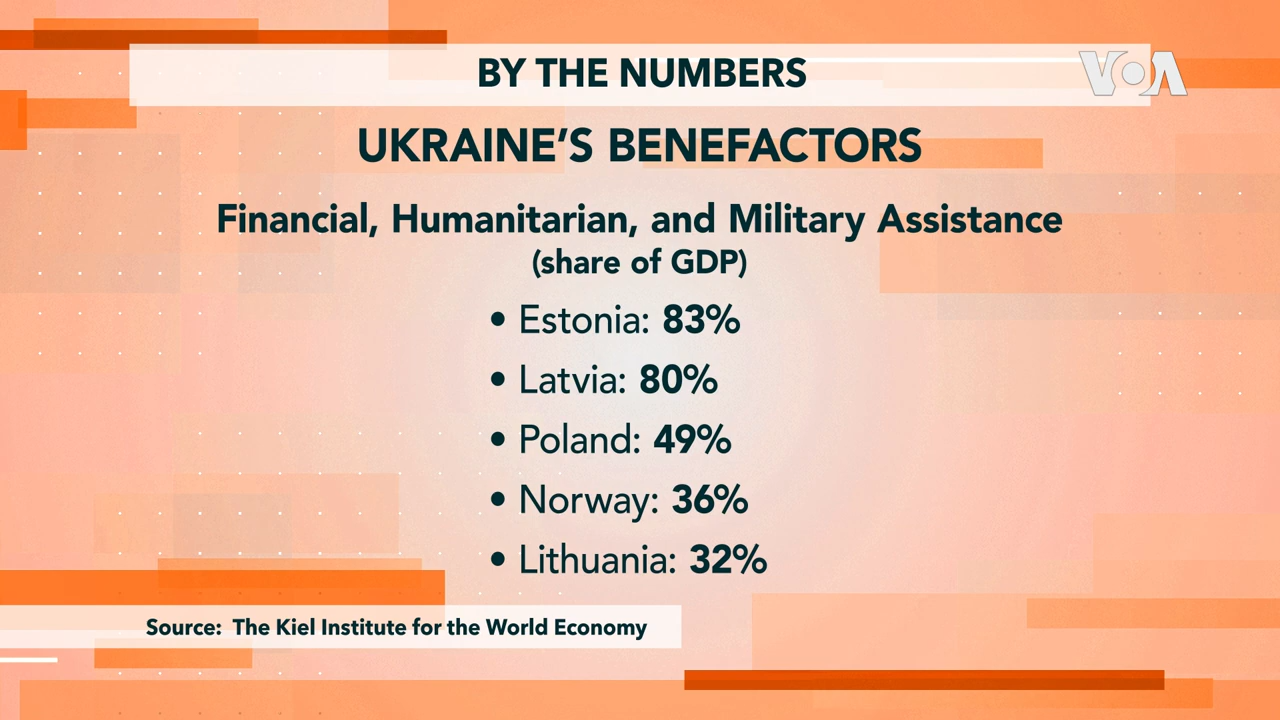 BY THE NUMBERS
VOA
UKRAINE’S BENEFACTORS
Financial, Humanitarian, and Military Assistance
(share of GDP)
• Estonia: 83%
• Latvia: 80%
• Poland: 49%
• Norway: 36%
• Lithuania: 32%
Source: The Kiel Institute for the World Economy